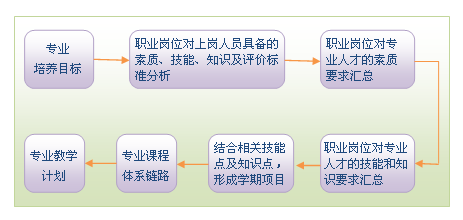 专业
培养目标
职业岗位对上岗人员具备的
素质、技能、知识及评价标
准分析
职业岗位对专
业人才的素质
要求汇总
职业岗位对专业
人才的技能和知
识要求汇总
结合相关技能
点及知识点，
形成学期项目
专业课程
体系链路
专业教学
计划